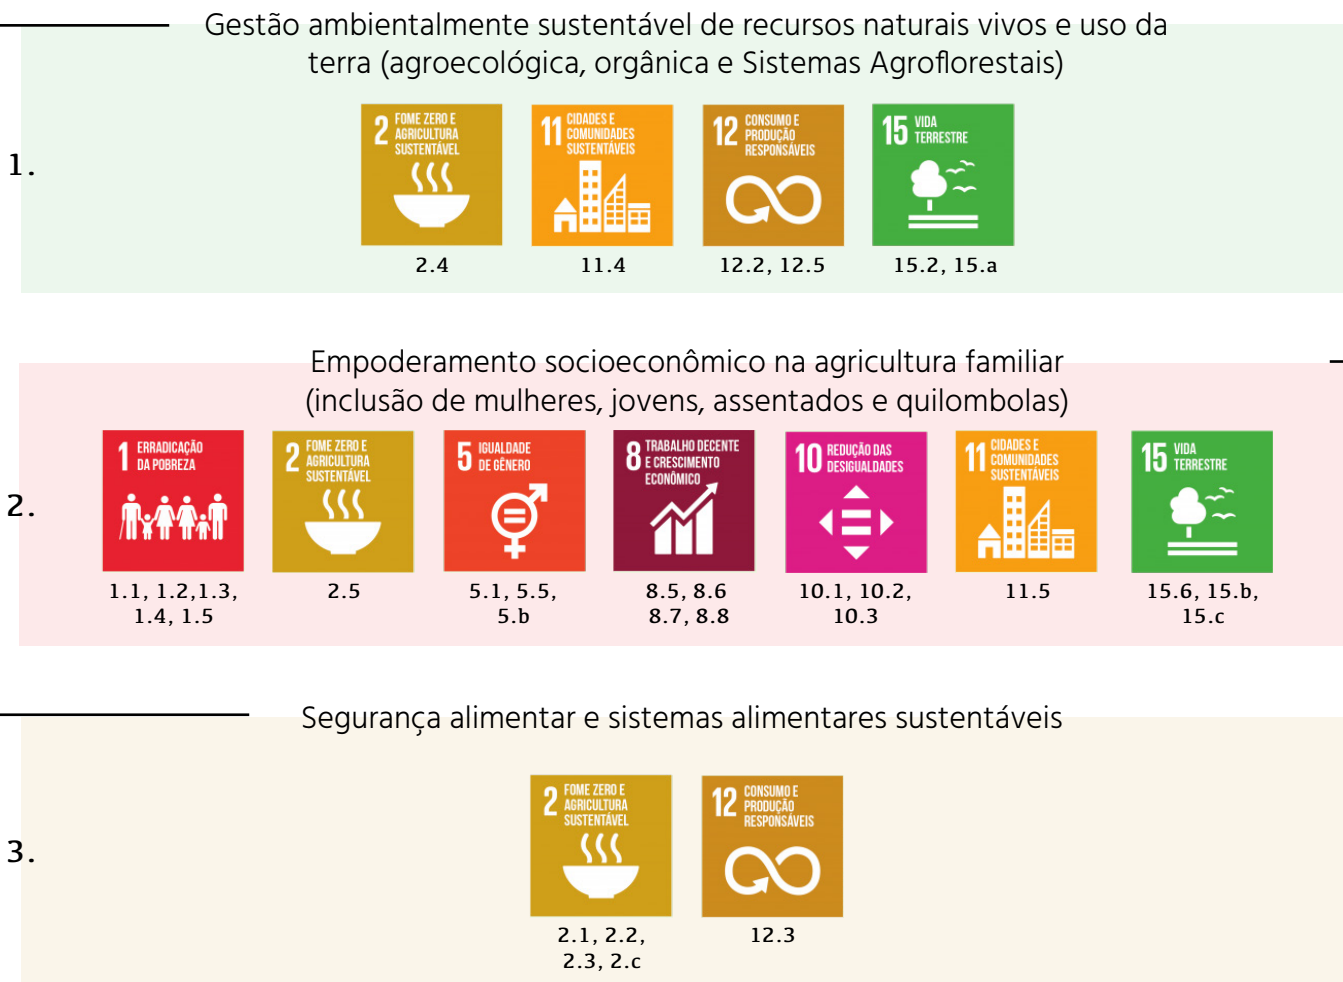 Gestão ambientalmente sustentável de recursos naturais vivos e uso da
terra (agroecológica, orgânica e Sistemas Agroflorestais)
1.
2 FOME ZERO E
AGRICULTURA
SUSTENTÁVEL
11 CIDADES E
COMUNIDADES
SUSTENTÁVEIS
12 CONSUMO E
PRODUÇÃO
RESPONSÁVEIS
15 VIDA
TERRESTRE
2.4
11.4
12.2, 12.5
15.2, 15.a
Empoderamento socioeconômico na agricultura familiar
(inclusão de mulheres, jovens, assentados e quilombolas)
2.
1 ERRADICAÇÃO
DA POBREZA
2 FOME ZERO E
AGRICULTURA
SUSTENTÁVEL
5 IGUALDADE
DE GÊNERO
8 TRABALHO DECENTE
E CRESCIMENTO
ECONÔMICO
10 REDUÇÃO DAS
DESIGUALDADES
11 CIDADES E
COMUNIDADES
SUSTENTÁVEIS
15 VIDA
TERRESTRE
1.1, 1.2,1.3,
1.4, 1.5
2.5
5.1, 5.5,
5.b
8.5, 8.6
8.7, 8.8
10.1, 10.2,
10.3
11.5
15.6, 15.b,
15.c
Segurança alimentar e sistemas alimentares sustentáveis
3.
2 FOME ZERO E
AGRICULTURA
SUSTENTÁVEL
12 CONSUMO E
PRODUÇÃO
RESPONSÁVEIS
2.1, 2.2,
2.3, 2.c
12.3